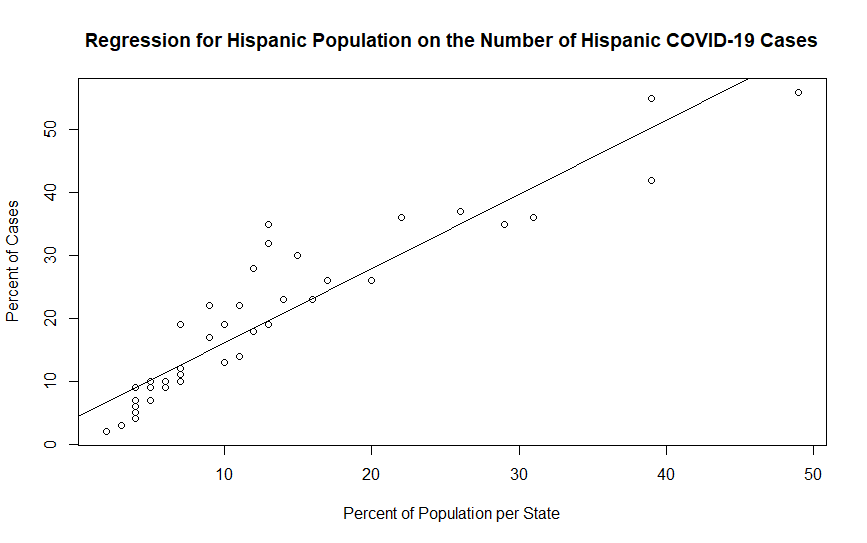 Regression for Hispanic Population on the Number of Hispanic COVID-19 Cases
Percent of Cases
50
40
30
20
10
0
10 20 30 40 50
Percent of Population per State